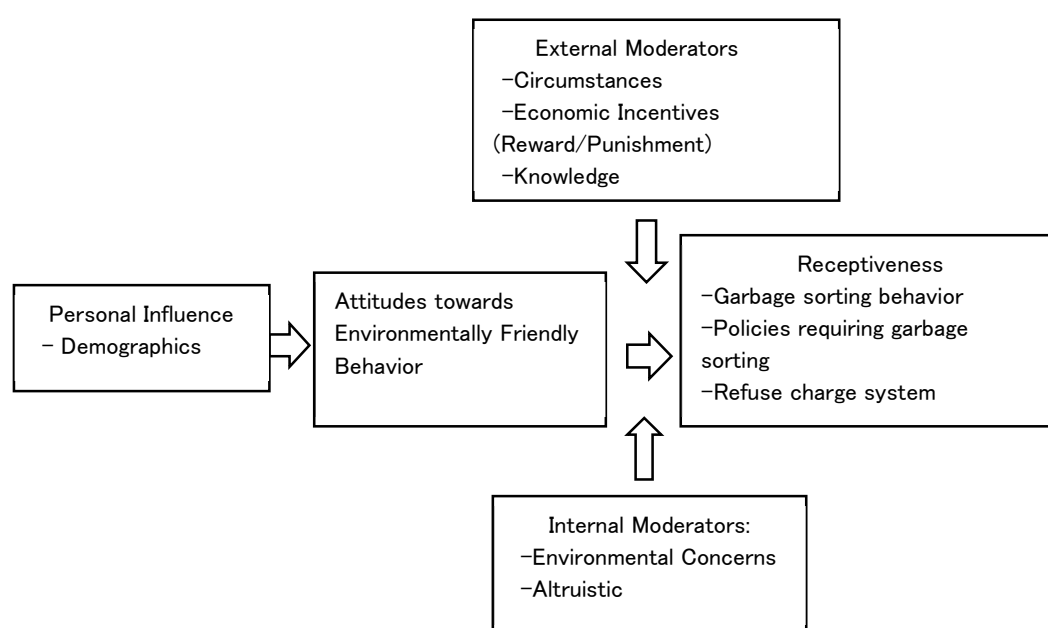 External Moderators
-Circumstances
-Economic Incentives
(Reward/Punishment)
-Knowledge
Personal Influence
- Demographics
Attitudes towards
Environmentally Friendly
Behavior
Receptiveness
-Garbage sorting behavior
-Policies requiring garbage
sorting
-Refuse charge system
Internal Moderators:
-Environmental Concerns
-Altruistic